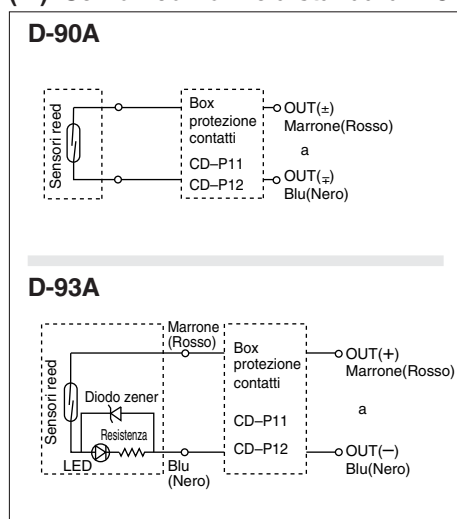 D-90A
Sensori reed
Box
protezione
contatti
CD–P11
CD–P12
OUT(±)
Marrone(Rosso)
a
OUT(∓)
Blu(Nero)
D-93A
Sensori reed
Diodo zener
Resistenza
LED
Marrone
(Rosso)
Blu
(Nero)
Box
protezione
contatti
CD–P11
CD–P12
OUT(+)
Marrone(Rosso)
a
OUT(—)
Blu(Nero)